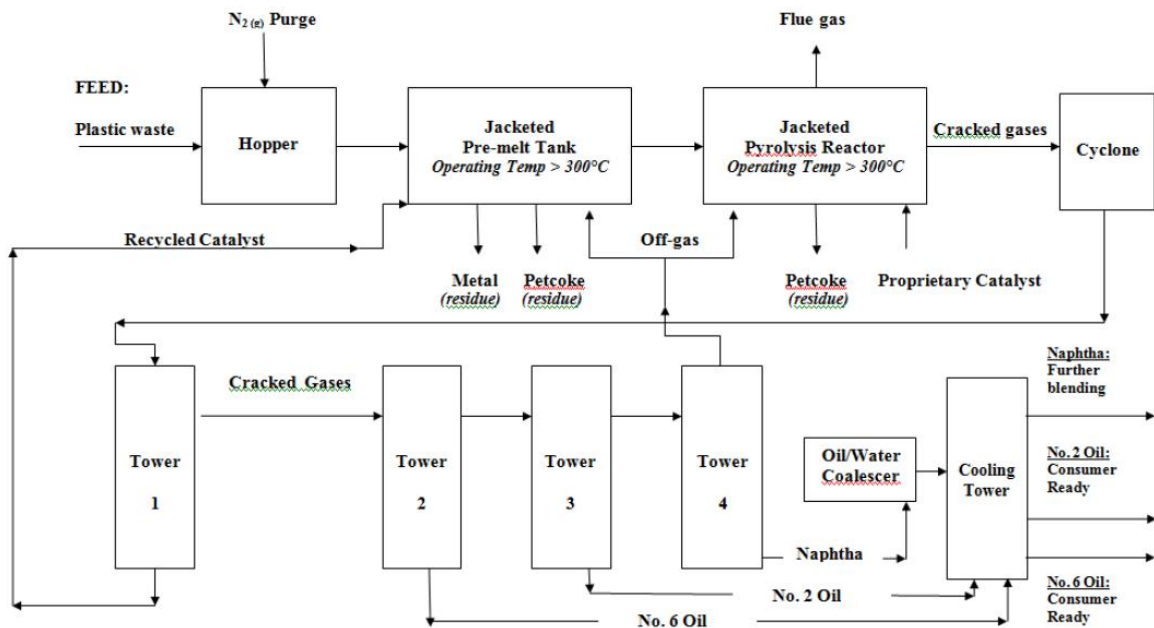 N2 (g) Purge
Flue gas
FEED:
Plastic waste
Hopper
Jacketed
Pre-melt Tank
Operating Temp > 300°C
Jacketed
Pyrolysis Reactor
Operating Temp > 300°C
Cracked gases
Cyclone
Recycled Catalyst
Off-gas
Metal
(residue)
Petcoke
(residue)
Petcoke
(residue)
Proprietary Catalyst
Cracked Gases
Tower
1
Tower
2
Tower
3
Tower
4
Oil/Water
Coalescer
Cooling
Tower
Naphtha:
Further
blending
No. 2 Oil:
Consumer
Ready
No. 6 Oil:
Consumer
Ready
Naphtha
No. 2 Oil
No. 6 Oil